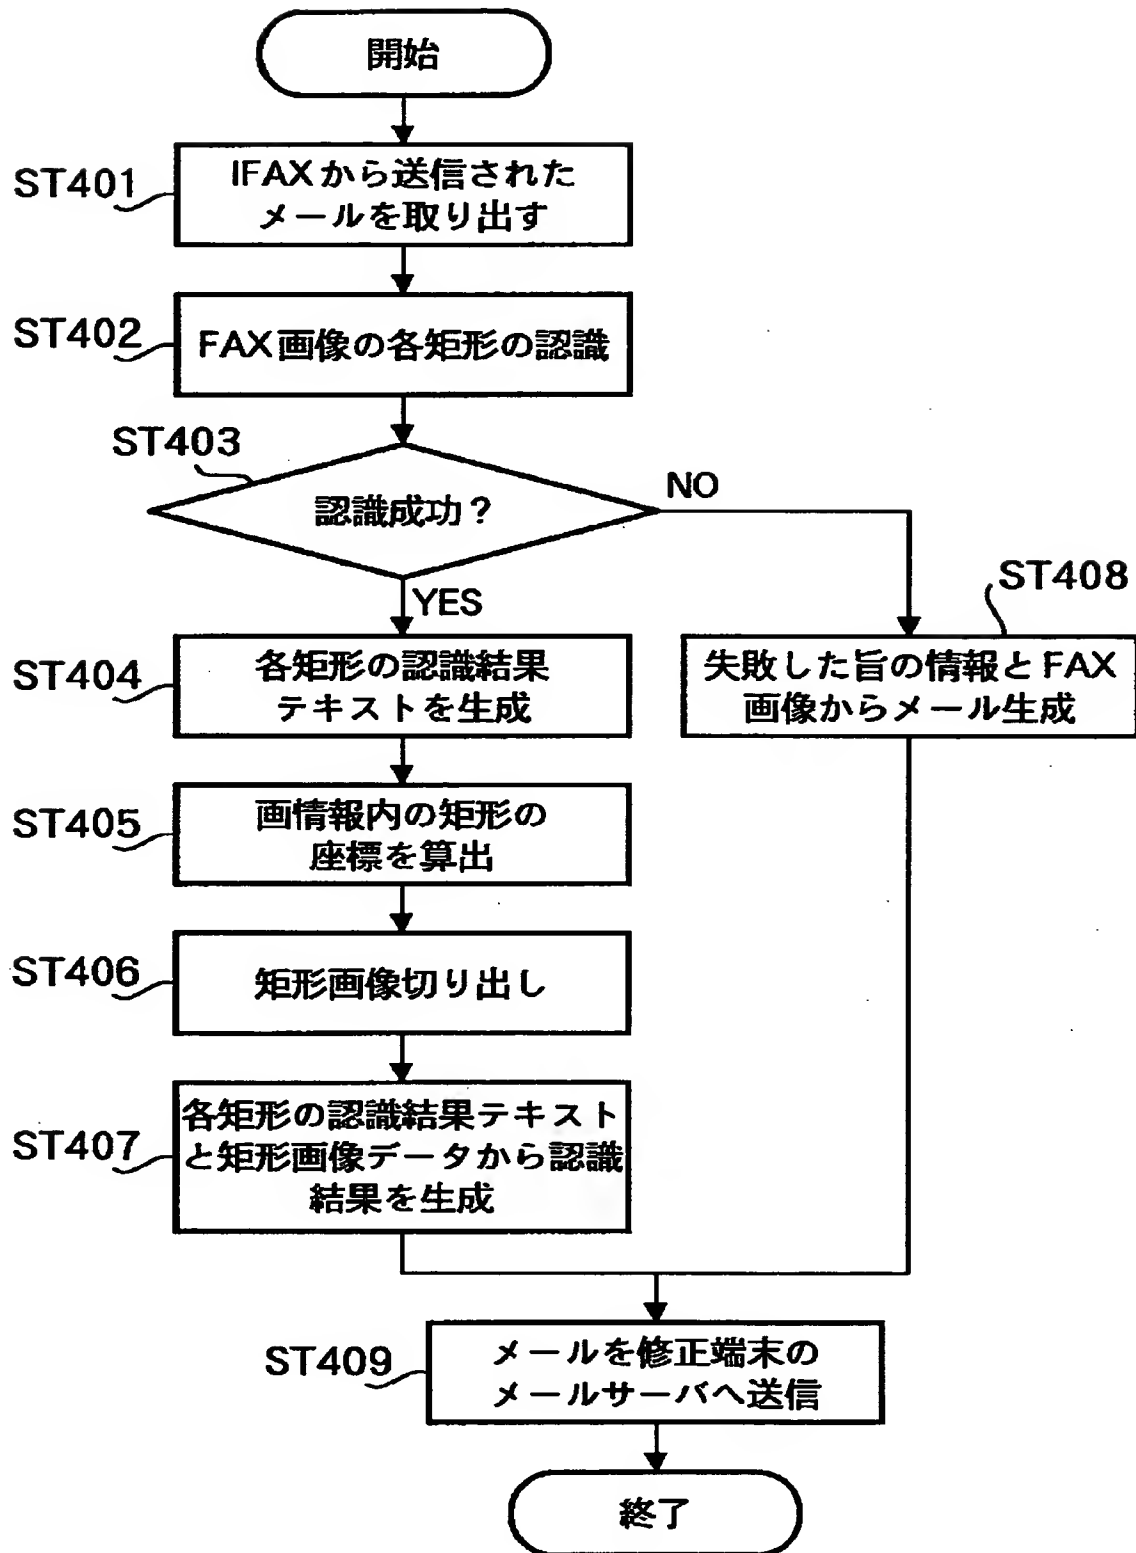 開始
ST401
IFAXから送信された
メールを取り出す
ST402
FAX画像の各矩形の認識
ST403
認識成功?
NO
YES
ST404
各矩形の認識結果
テキストを生成
ST408
失敗した旨の情報とFAX
画像からメール生成
ST405
画情報内の矩形の
座標を算出
ST406
矩形画像切り出し
ST407
各矩形の認識結果テキスト
と矩形画像データから認識
結果を生成
ST409
メールを修正端末の
メールサーバへ送信
終了